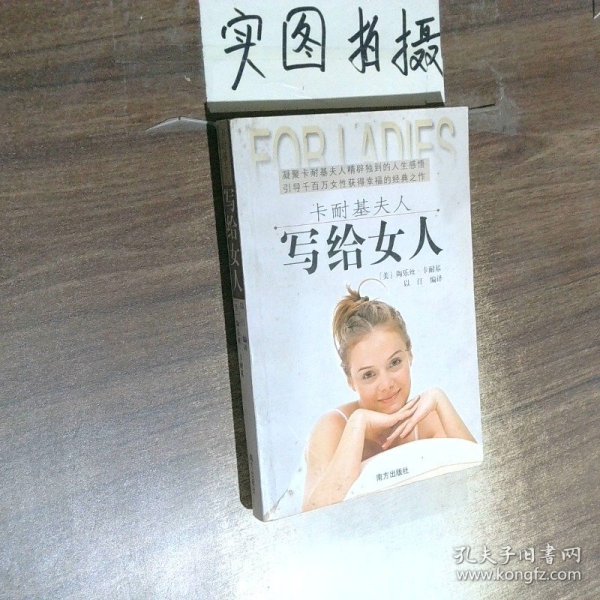 实图拍摄
FOR LADIES
凝聚卡耐基夫人精辟独到的人生感悟
引导千百万女性获得幸福的经典之作
卡耐基夫人
写给女人
[美]陶乐丝·卡耐基
编译
南方出版社
写给女人
孔夫子旧书网
www.kongfz.com